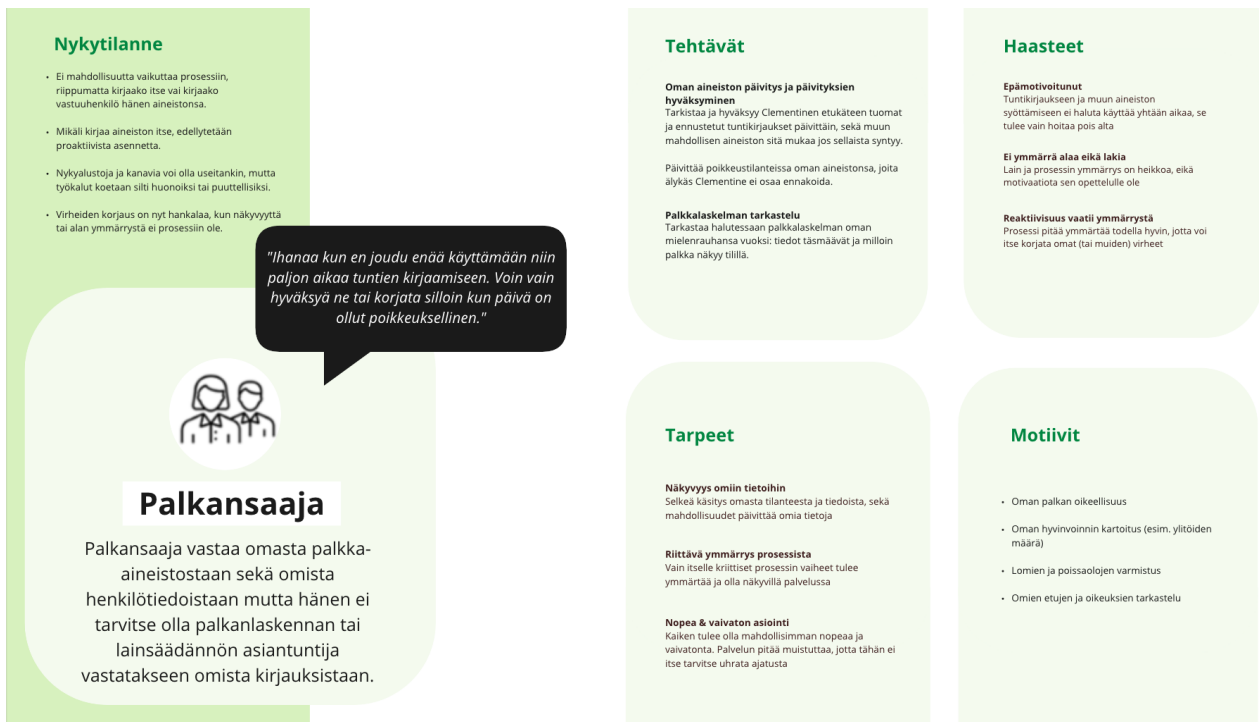 Nykytilanne
• Ei mahdollisuutta vaikuttaa prosessiin,
riippumatta kirjaako itse vai kirjaako
vastuuhenkilö hänen aineistonsa.
• Mikäli kirjaa aineiston itse, edellytetään
proaktiivista asennetta.
• Nykyalustoja ja kanavia voi olla useitankin, mutta
työkalut koetaan silti huonoiksi tai puuttellisiksi.
• Virheiden korjaus on nyt hankalaa, kun näkyvyyttä
tai alan ymmärrystä ei prosessiin ole.
"Ihanaa kun en joudu enää käyttämään niin
paljon aikaa tuntien kirjaamiseen. Voin vain
hyväksyä ne tai korjata silloin kun päivä on
ollut poikkeuksellinen."
Palkansaaja
Palkansaaja vastaa omasta palkka-
aineistostaan sekä omista
henkilötiedoistaan mutta hänen ei
tarvitse olla palkanlaskennan tai
lainsäädännön asiantuntija
vastatakseen omista kirjauksistaan.
Tehtävät
Oman aineiston päivitys ja päivityksien
hyväksyminen
Tarkistaa ja hyväksyy Clementinen etukäteen tuomat
ja ennustetut tuntikirjaukset päivittäin, sekä muun
mahdollisen aineiston sitä mukaa jos sellaista syntyy.
Päivittää poikkeustilanteissa oman aineistonsa, joita
älykäs Clementine ei osaa ennakoida.
Palkkalaskelman tarkastelu
Tarkastaa halutessaan palkkalaskelman oman
mielenrauhansa vuoksi: tiedot täsmäävät ja milloin
palkka näkyy tilillä.
Haasteet
Epämotivoitunut
Tuntikirjaukseen ja muun aineiston
syöttämiseen ei haluta käyttää yhtään aikaa, se
tulee vain hoitaa pois alta
Ei ymmärrä alaa eikä lakia
Lain ja prosessin ymmärrys on heikkoa, eikä
motivaatiota sen opettelulle ole
Reaktiivisuus vaatii ymmärrystä
Prosessi pitää ymmärtää todella hyvin, jotta voi
itse korjata omat (tai muiden) virheet
Tarpeet
Näkyvyys omiin tietoihin
Selkeä käsitys omasta tilanteesta ja tiedoista, sekä
mahdollisuudet päivittää omia tietoja
Riittävä ymmärrys prosessista
Vain itselle kriittiset prosessin vaiheet tulee
ymmärtää ja olla näkyvillä palvelussa
Nopea & vaivaton asiointi
Kaiken tulee olla mahdollisimman nopeaa ja
vaivatonta. Palvelun pitää muistuttaa, jotta tähän ei
itse tarvitse uhrata ajatusta
Motiivit
• Oman palkan oikeellisuus
• Oman hyvinvoinnin kartoitus (esim. ylitöiden
määrä)
• Lomien ja poissaolojen varmistus
• Omien etujen ja oikeuksien tarkastelu